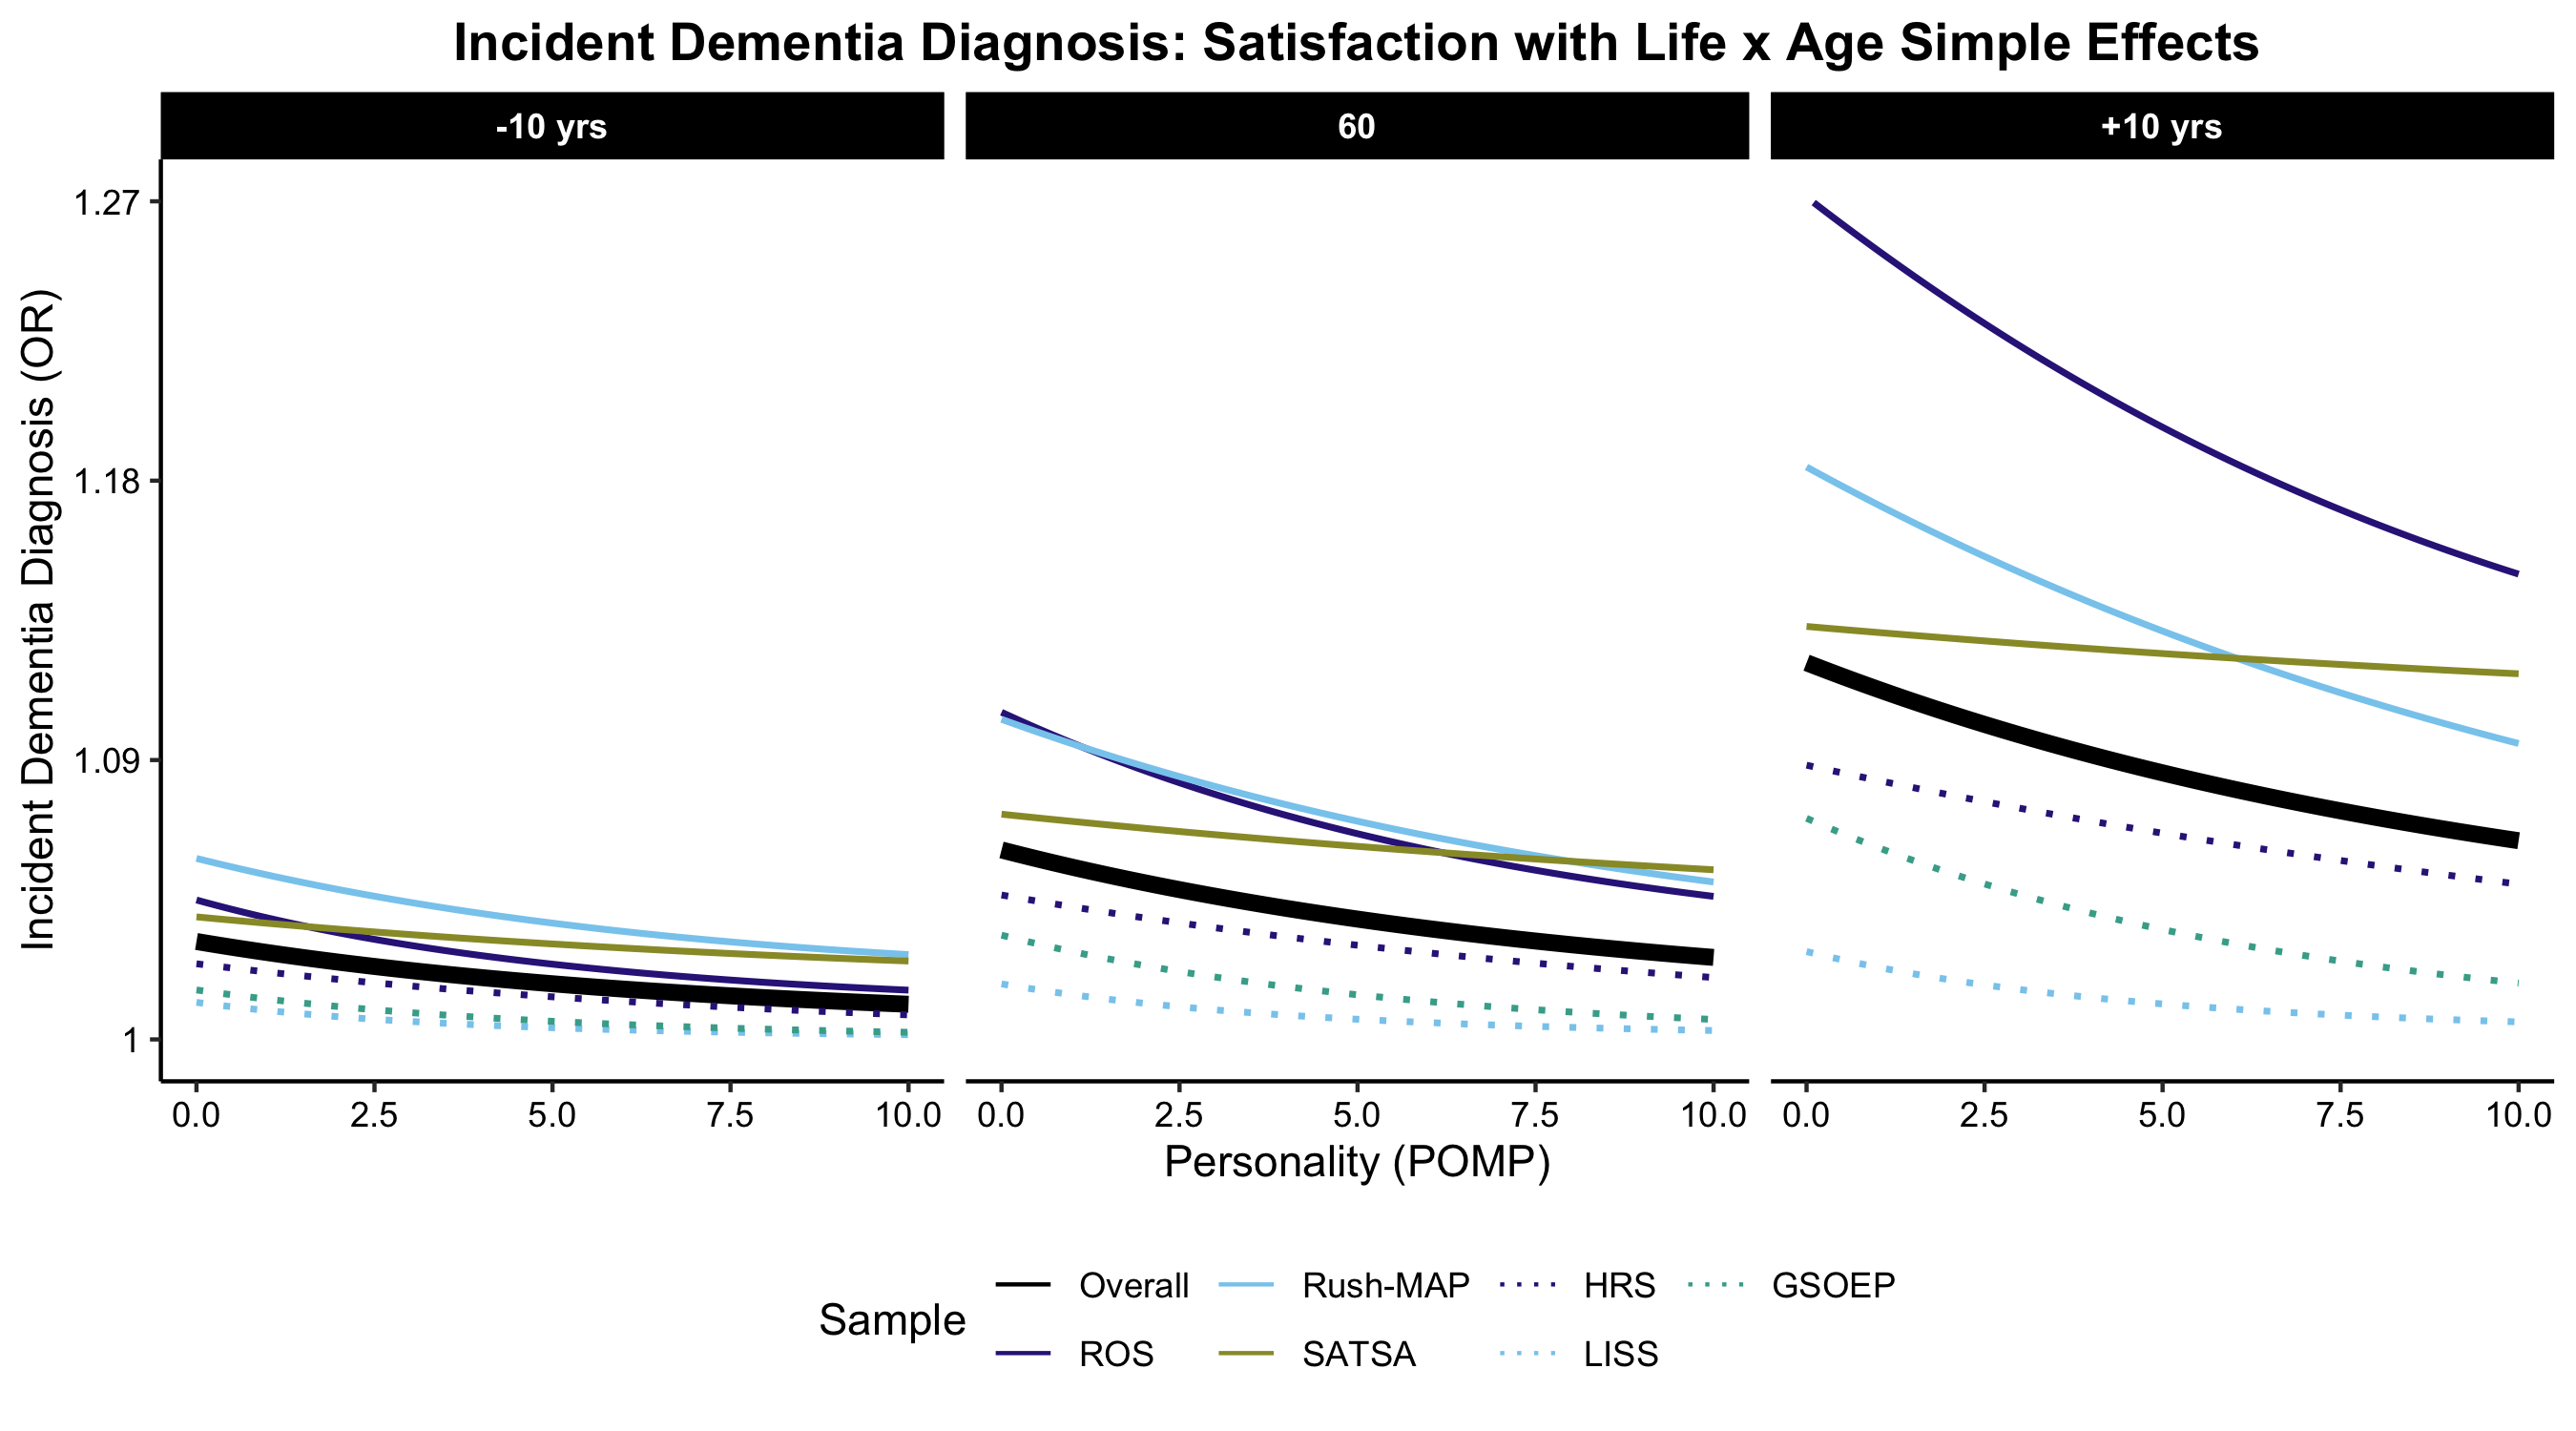 Incident Dementia Diagnosis: Satisfaction with Life x Age Simple Effects
-10 yrs 60 +10 yrs
Incident Dementia Diagnosis (OR)
1.27
1.18
1.09
1
0.0 2.5 5.0 7.5 10.0 0.0 2.5 5.0 7.5 10.0 0.0 2.5 5.0 7.5 10.0
Personality (POMP)
Sample
Overall Rush-MAP HRS GSOEP
ROS SATSA LISS